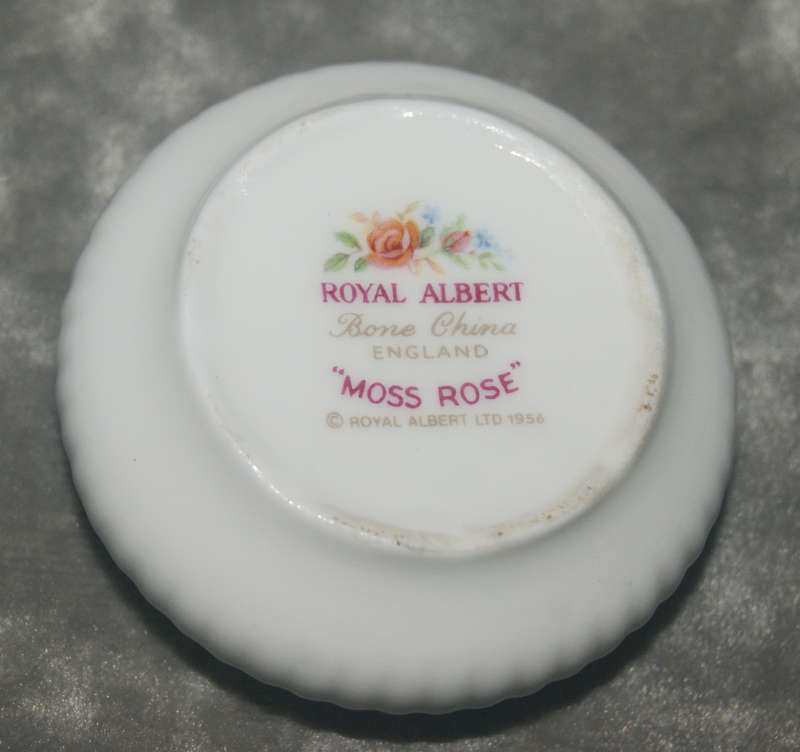 ROYAL ALBERT
Bone China
ENGLAND
"MOSS ROSE"
© ROYAL ALBERT LTD 1956